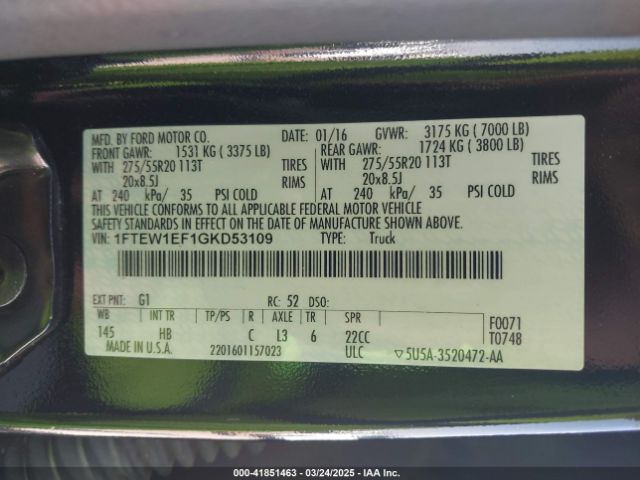 MFD. BY FORD MOTOR CO.
DATE: 01/16 GVWR: 3175 KG ( 7000 LB)
FRONT GAWR: 1531 KG ( 3375 LB) REAR GAWR: 1724 KG ( 3800 LB)
WITH 275/55R20 113T TIRES WITH 275/55R20 113T TIRES
20x8.5J RIMS 20x8.5J RIMS
AT 240 kPa/ 35 PSI COLD AT 240 kPa/ 35 PSI COLD
THIS VEHICLE CONFORMS TO ALL APPLICABLE FEDERAL MOTOR VEHICLE
SAFETY STANDARDS IN EFFECT ON THE DATE OF MANUFACTURE SHOWN ABOVE.
VIN: 1FTEW1EF1GKD53109 TYPE: Truck
EXT PNT: G1 RC: 52 DSO:
WB INT TR TP/PS R AXLE TR SPR F0071
145 HB C L3 6 22CC T0748
MADE IN U.S.A. 2201601157023 ULC ▽5U5A-3520472-AA
000-41851463 - 03/24/2025 - IAA Inc.